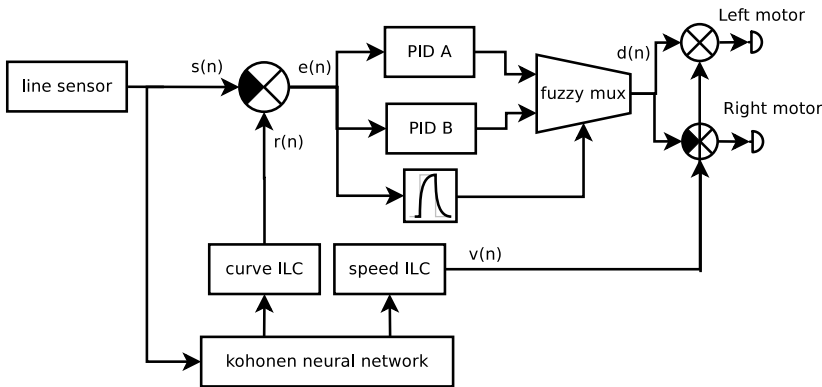 Left motor
d(n)
s(n)
e(n)
PID A
line sensor
fuzzy mux
Right motor
PID B
r(n)
v(n)
curve ILC
speed ILC
kohonen neural network